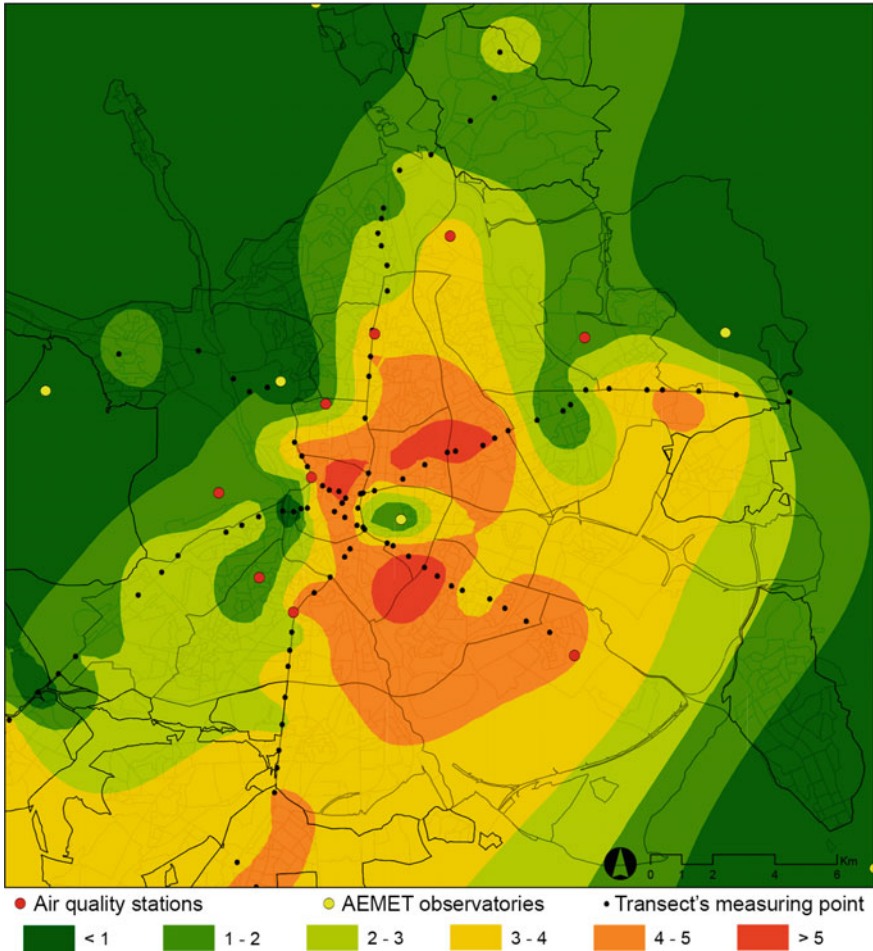 0 2 4 6 Km
Air quality stations AEMET observatories Transect's measuring point
< 1 1 - 2 2 - 3 3 - 4 4 - 5 > 5